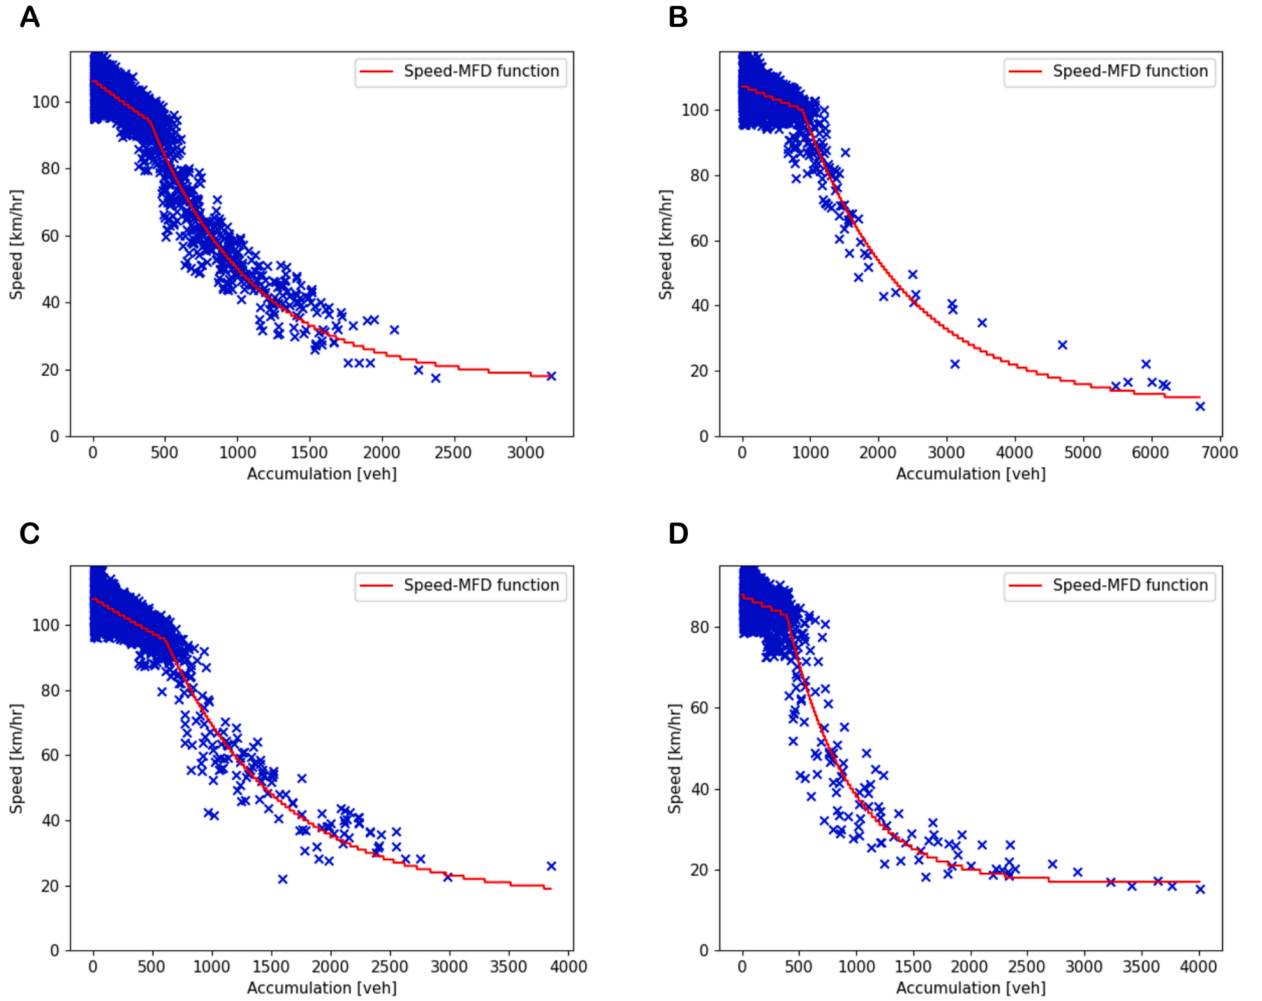 A
B
Speed-MFD function
Speed-MFD function
100
80
60
40
20
0
Speed [km/hr]
0 500 1000 1500 2000 2500 3000
Accumulation [veh]
100
80
60
40
20
0
Speed [km/hr]
0 1000 2000 3000 4000 5000 6000 7000
Accumulation [veh]
C
D
Speed-MFD function
Speed-MFD function
100
80
60
40
20
0
Speed [km/hr]
0 500 1000 1500 2000 2500 3000 3500 4000
Accumulation [veh]
80
60
40
20
0
Speed [km/hr]
0 500 1000 1500 2000 2500 3000 3500 4000
Accumulation [veh]